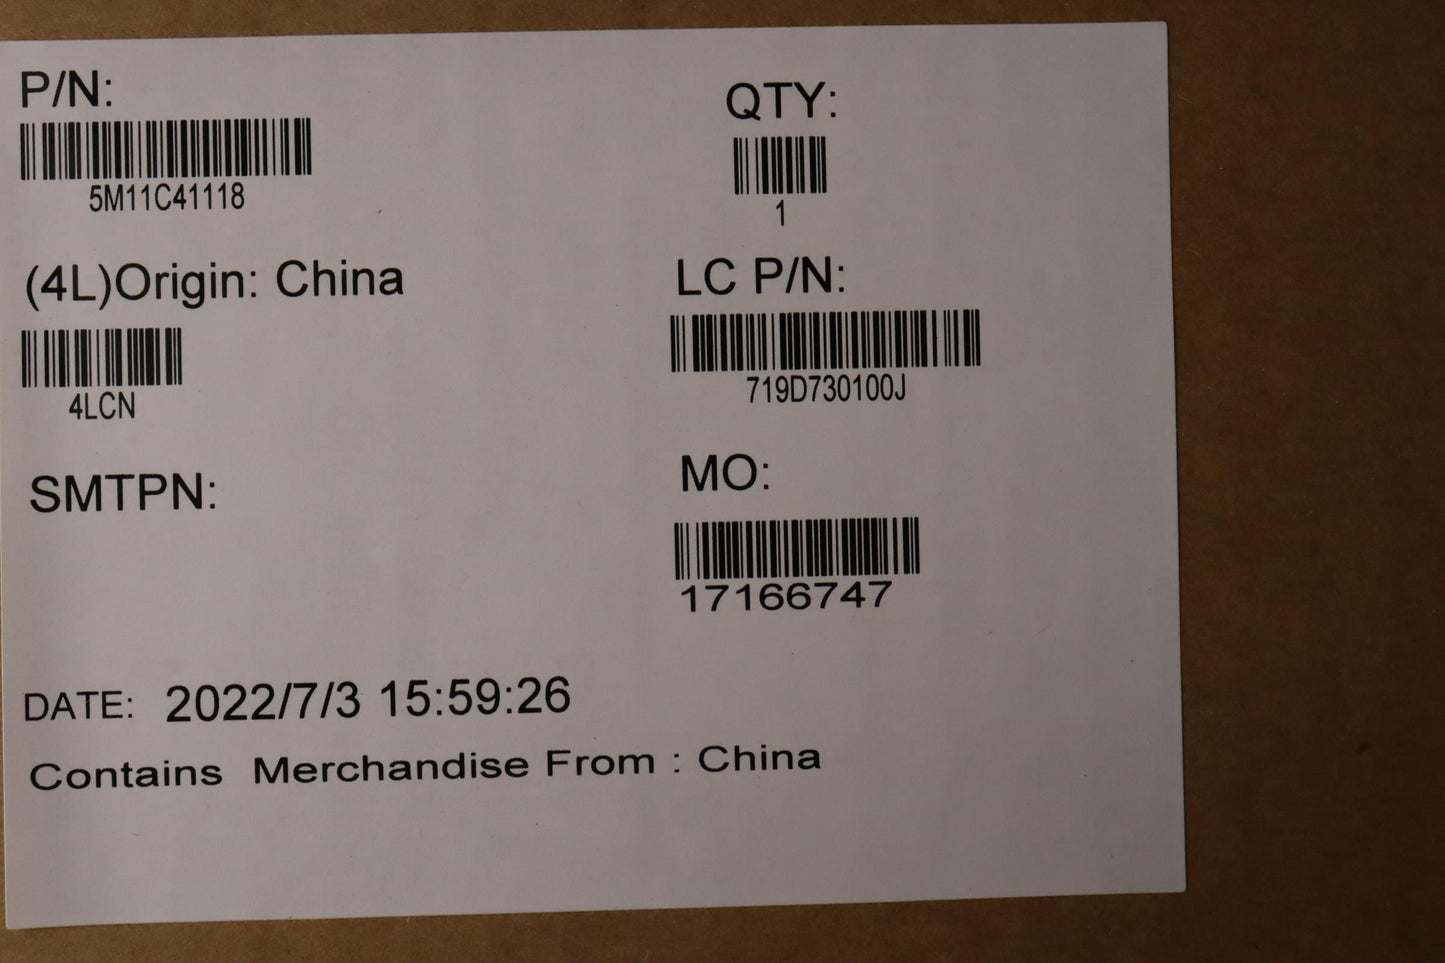 P/N:
5M11C41118
QTY:
1
(4L)Origin: China
4LCN
LC P/N:
719D730100J
SMTPN:
MO:
17166747
DATE: 2022/7/3 15:59:26
Contains Merchandise From : China